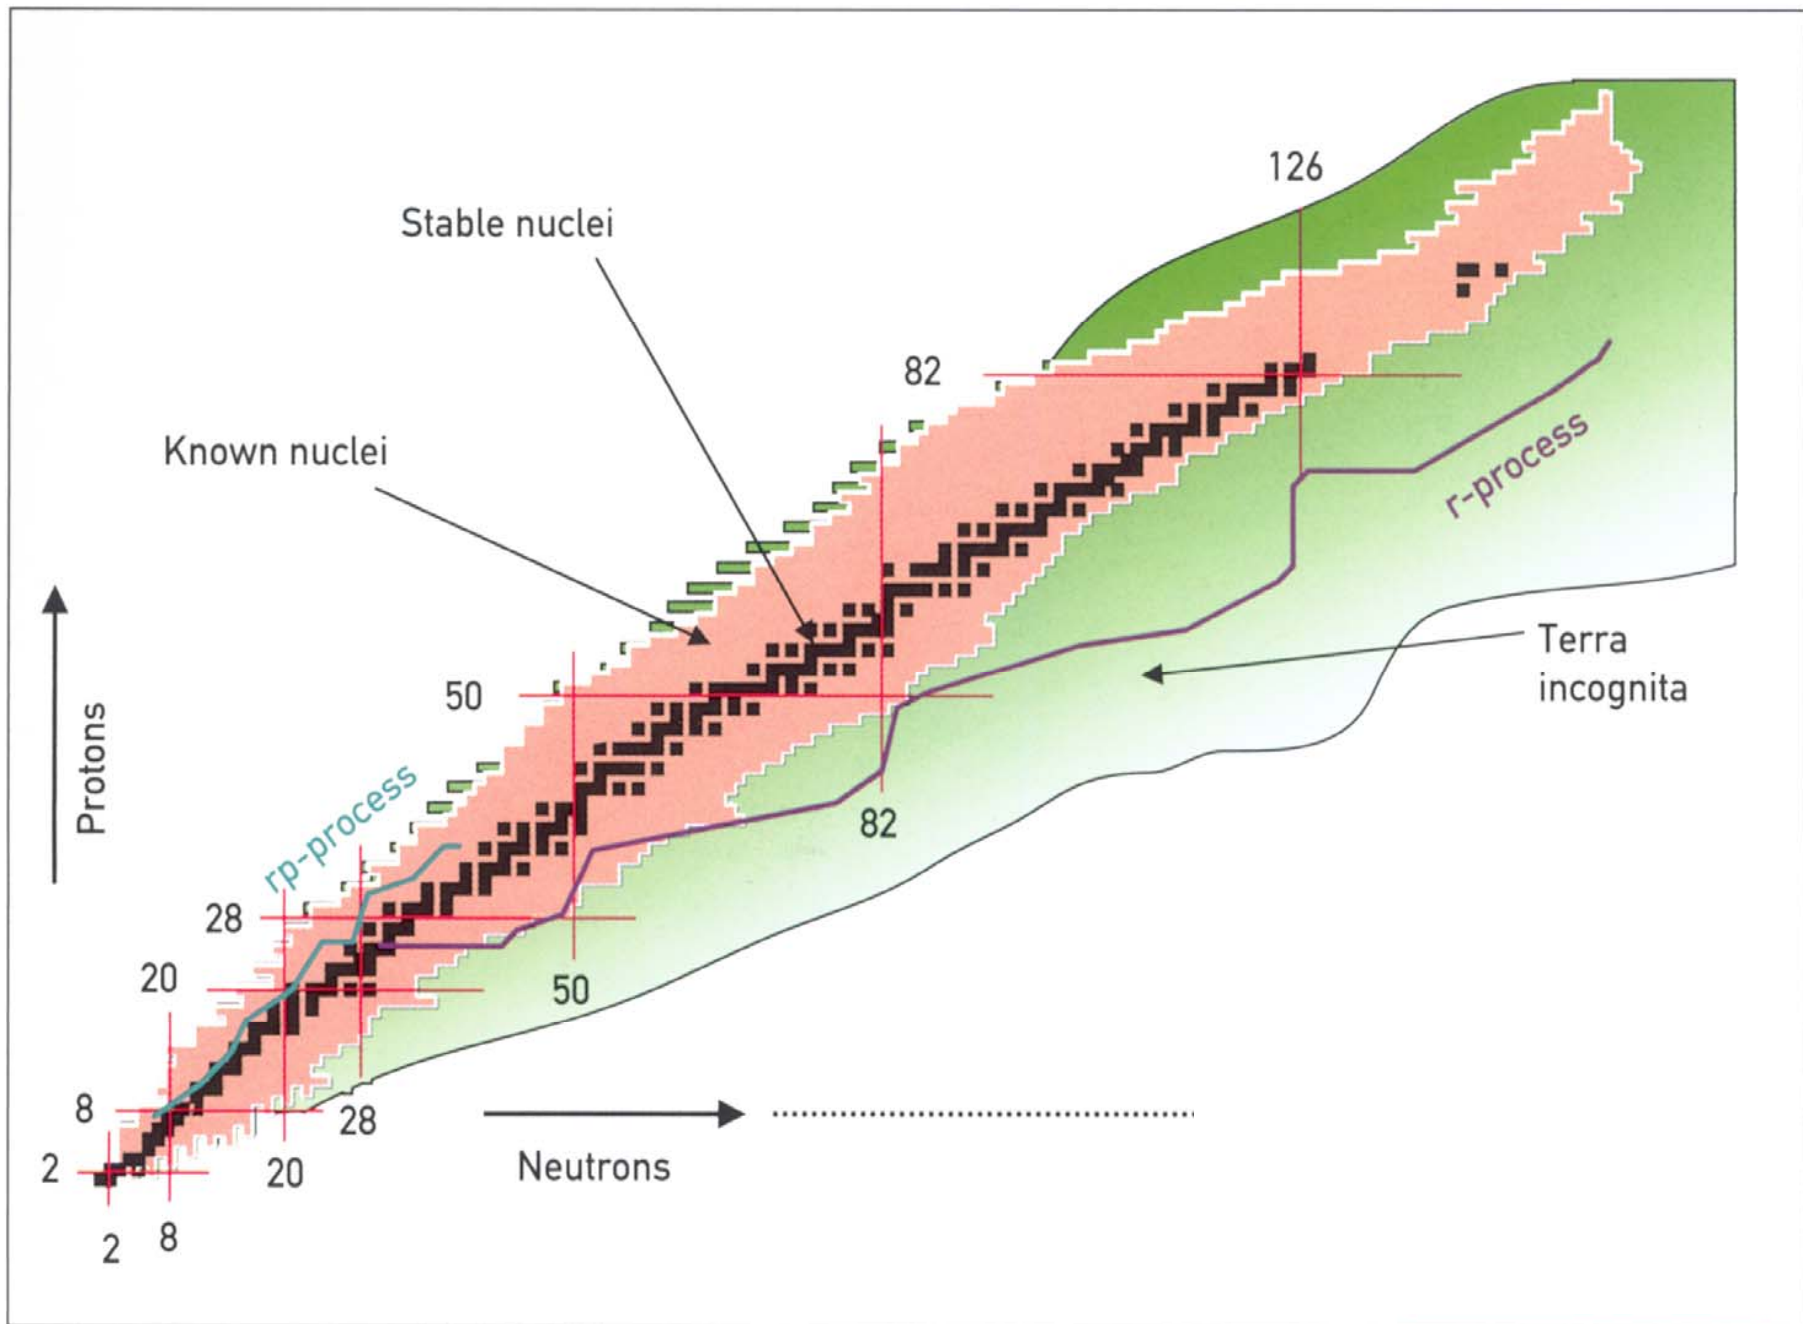 126
Stable nuclei
82
Known nuclei
r-process
Terra
incognita
50
Protons
rp-process
82
28
20
50
8
28
2
20
Neutrons
2
8